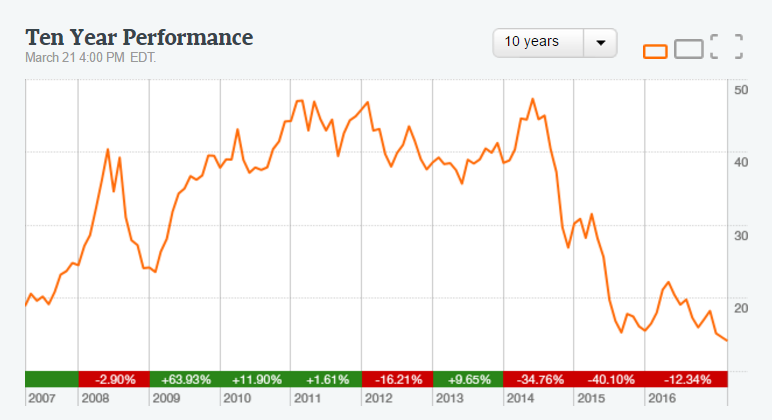 Ten Year Performance
March 21 4:00 PM EDT.
10 years
50
40
30
20
-2.90% +63.93% +11.90% +1.61% -16.21% +9.65% -34.76% -40.10% -12.34%
2007 2008 2009 2010 2011 2012 2013 2014 2015 2016